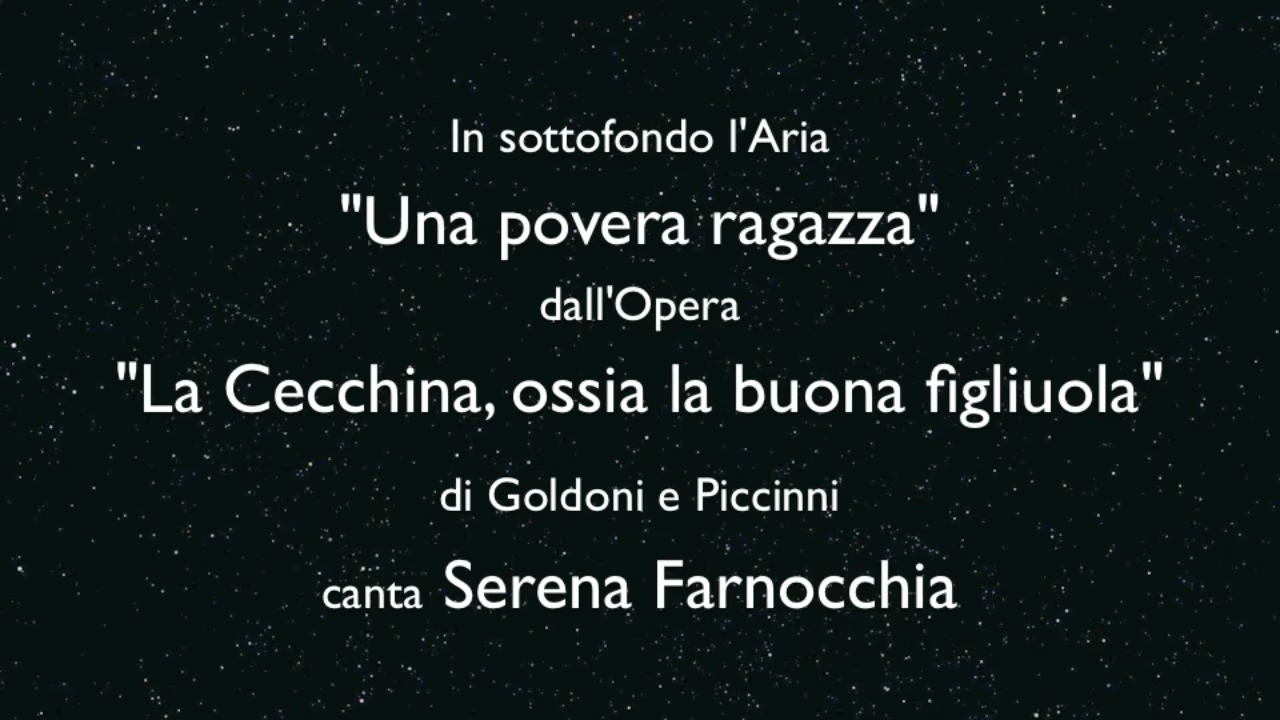 In sottofondo l'Aria
"Una povera ragazza"
dall'Opera
"La Cecchina, ossia la buona figliuola"
di Goldoni e Piccinni
canta Serena Farnocchia